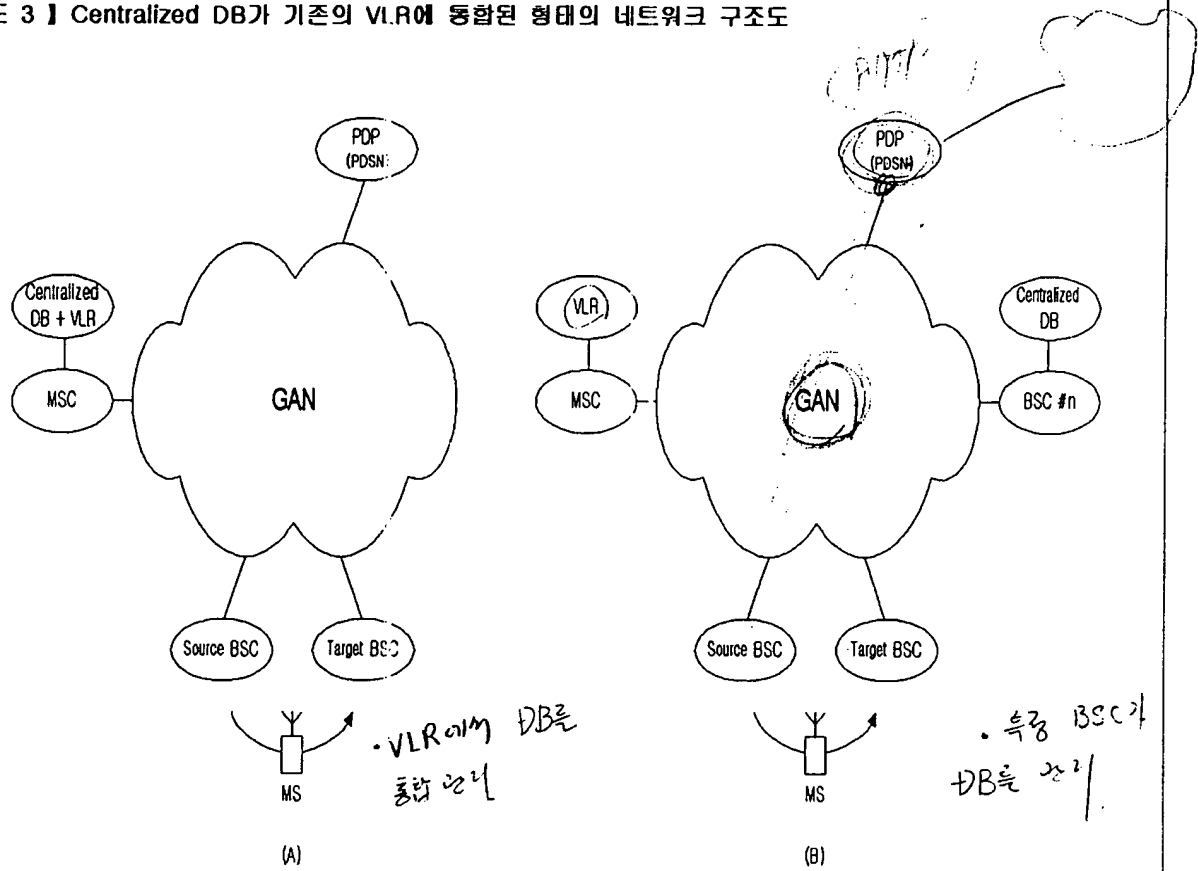 도 3 】 Centralized DB가 기존의 VLR에 통합된 형태의 네트워크 구조도
PDP
(PDSN)
Centralized
DB + VLR
MSC
GAN
Source BSC
Target BSC
MS
· VLR에서 DB를
통합 관리
(A)
PDP
(PDSN)
VLR
MSC
GAN
Centralized
DB
BSC #n
Source BSC
Target BSC
MS
· 특정 BSC가
DB를 관리.
(B)